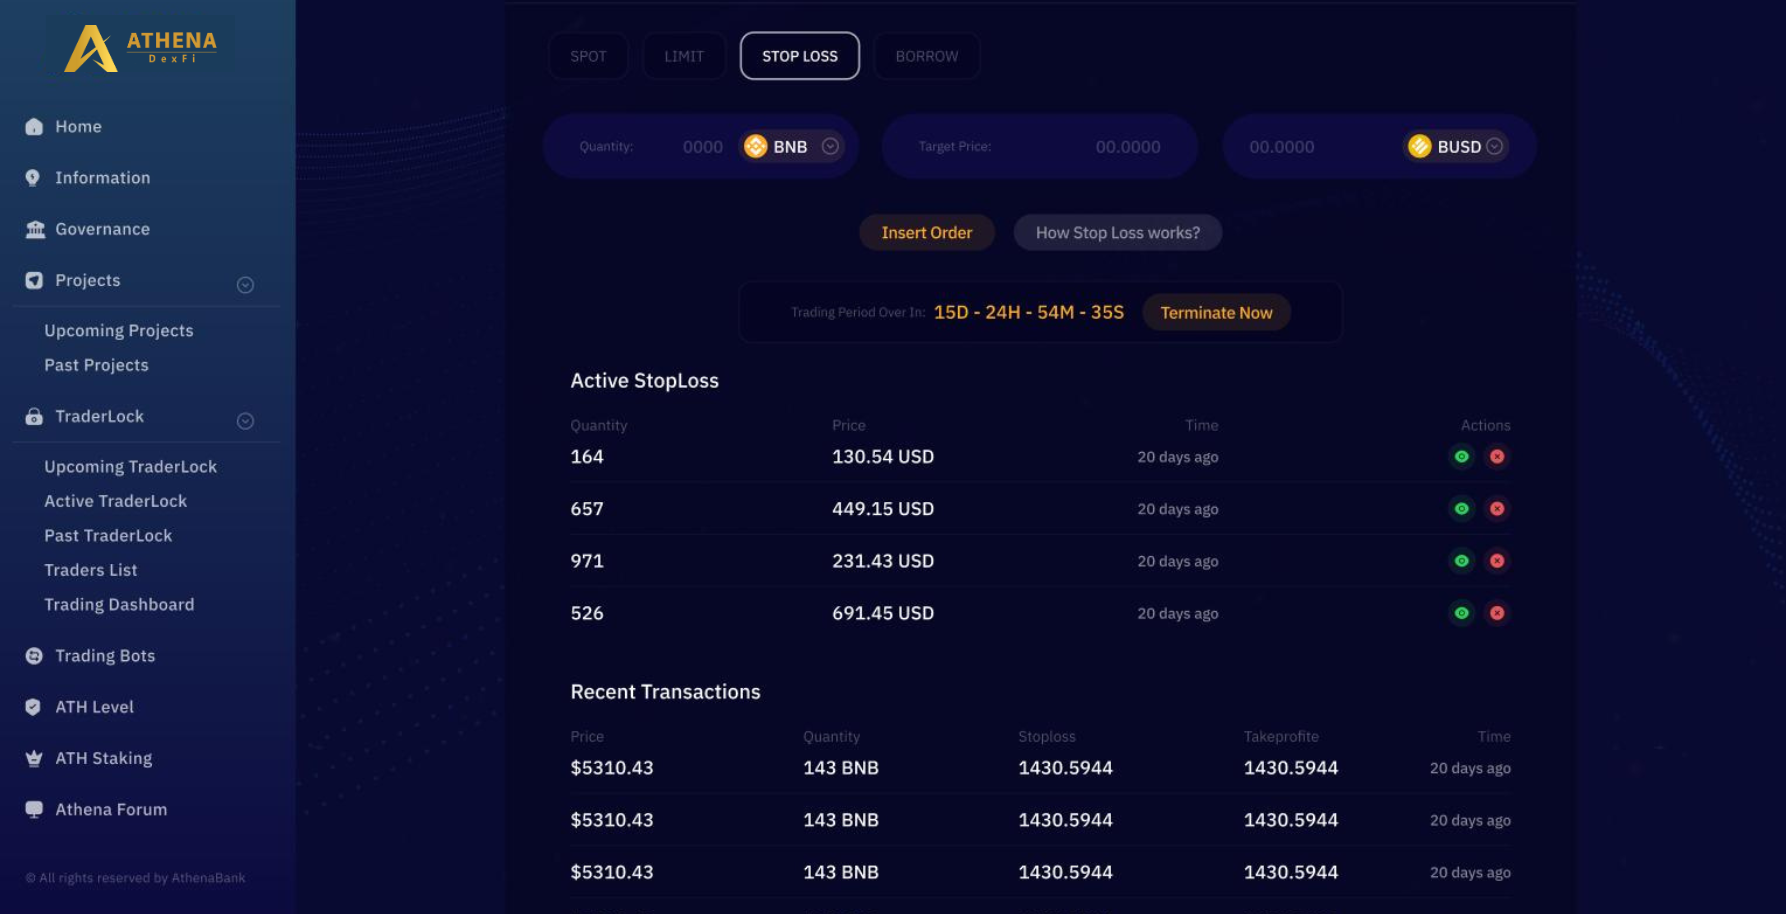 ATHENA
DexFi
Home
Information
Governance
Projects
Upcoming Projects
Past Projects
TraderLock
Upcoming TraderLock
Active TraderLock
Past TraderLock
Traders List
Trading Dashboard
Trading Bots
ATH Level
ATH Staking
Athena Forum
© All rights reserved by AthenaBank
SPOT LIMIT STOP LOSS BORROW
Quantity: 0000 BNB Target Price: 00.0000 00.0000 BUSD
Insert Order How Stop Loss works?
Trading Period Over In: 15D - 24H - 54M - 35S Terminate Now
Active StopLoss
Quantity Price Time Actions
164 130.54 USD 20 days ago
657 449.15 USD 20 days ago
971 231.43 USD 20 days ago
526 691.45 USD 20 days ago
Recent Transactions
Price Quantity Stoploss Takeprofite Time
$5310.43 143 BNB 1430.5944 1430.5944 20 days ago
$5310.43 143 BNB 1430.5944 1430.5944 20 days ago
$5310.43 143 BNB 1430.5944 1430.5944 20 days ago